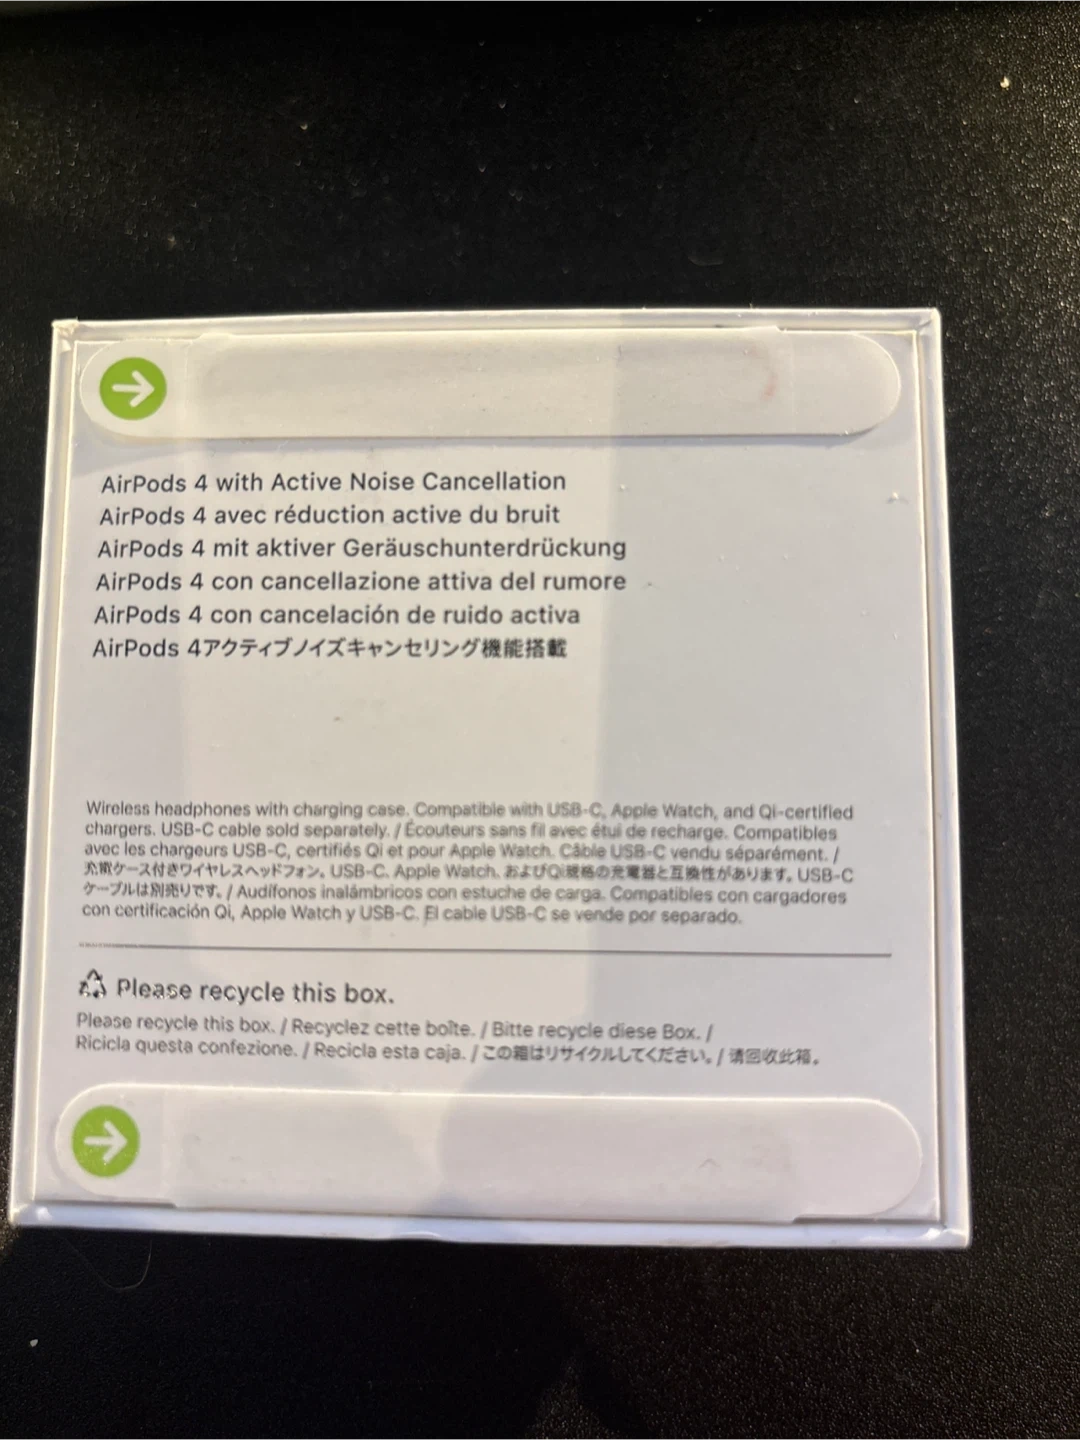 AirPods 4 with Active Noise Cancellation
AirPods 4 avec réduction active du bruit
AirPods 4 mit aktiver Geräuschunterdrückung
AirPods 4 con cancellazione attiva del rumore
AirPods 4 con cancelación de ruido activa
AirPods 4アクティブノイズキャンセリング機能搭載
Wireless headphones with charging case. Compatible with USB-C, Apple Watch, and Qi-certified
chargers. USB-C cable sold separately. / Écouteurs sans fil avec étui de recharge. Compatibles
avec les chargeurs USB-C, certifiés Qi et pour Apple Watch. Câble USB-C vendu séparément. /
充電ケース付きワイヤレスヘッドフォン。USB-C、Apple Watch、およびQi規格の充電器と互換性があります。USB-C
ケーブルは別売りです。/ Audífonos inalámbricos con estuche de carga. Compatibles con cargadores
con certificación Qi, Apple Watch y USB-C. El cable USB-C se vende por separado.
Please recycle this box.
Please recycle this box. / Recyclez cette boîte. / Bitte recycle diese Box. /
Ricicla questa confezione. / Recicla esta caja. / この箱はリサイクルしてください。/ 请回收此箱。